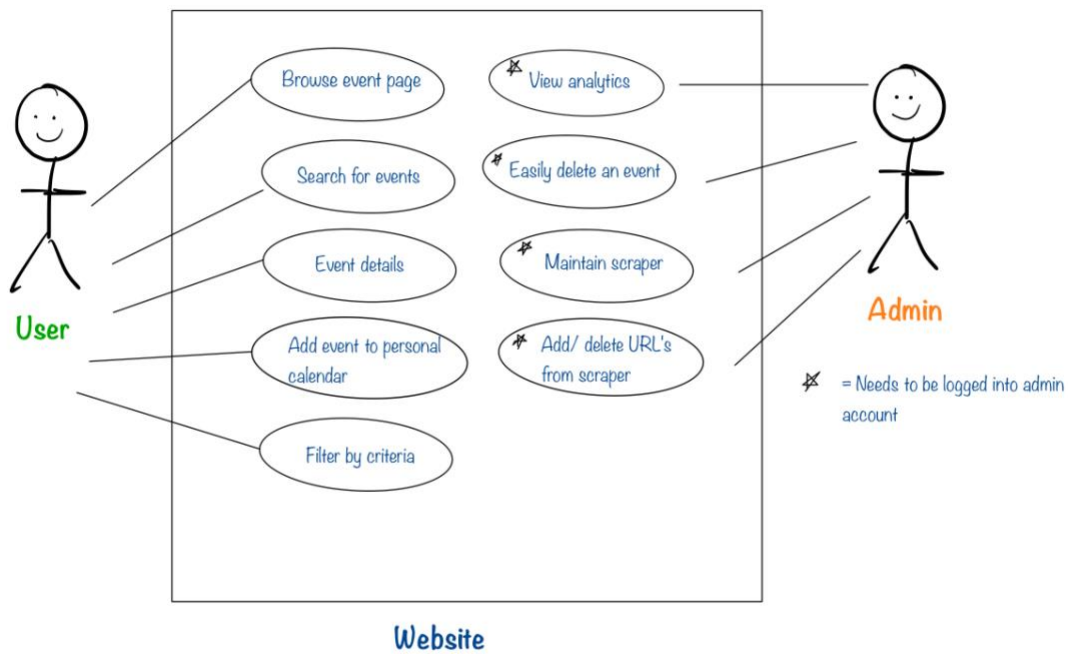 Browse event page
View analytics
Search for events
Easily delete an event
Event details
Maintain scraper
User
Admin
Add event to personal
calendar
Add/ delete URL's
from scraper
= Needs to be logged into admin
account
Filter by criteria
Website